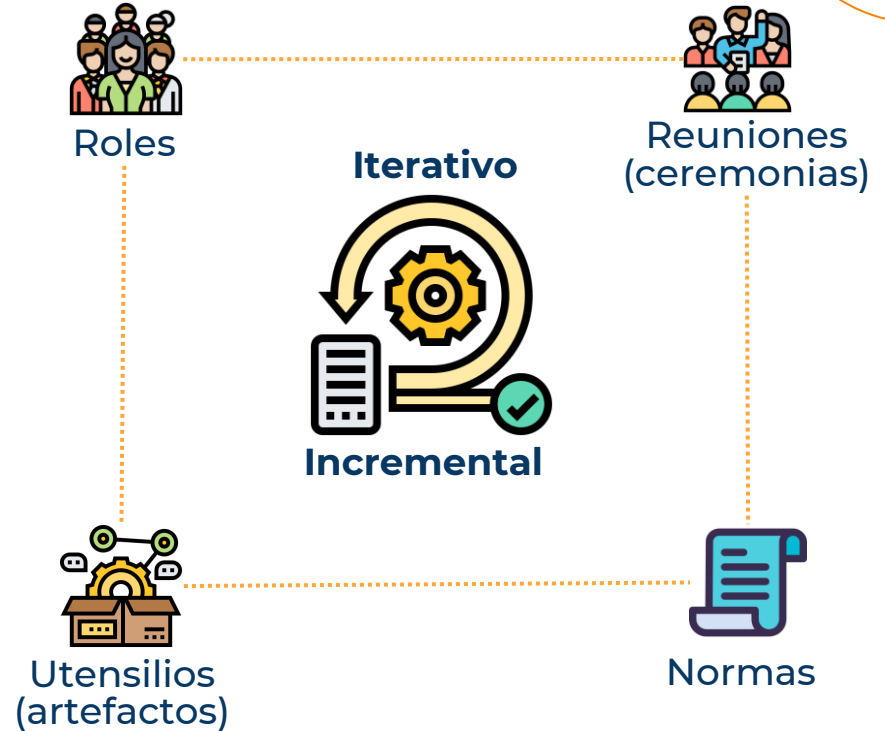 Roles
Reuniones
(ceremonias)
Iterativo
Incremental
Utensilios
(artefactos)
Normas